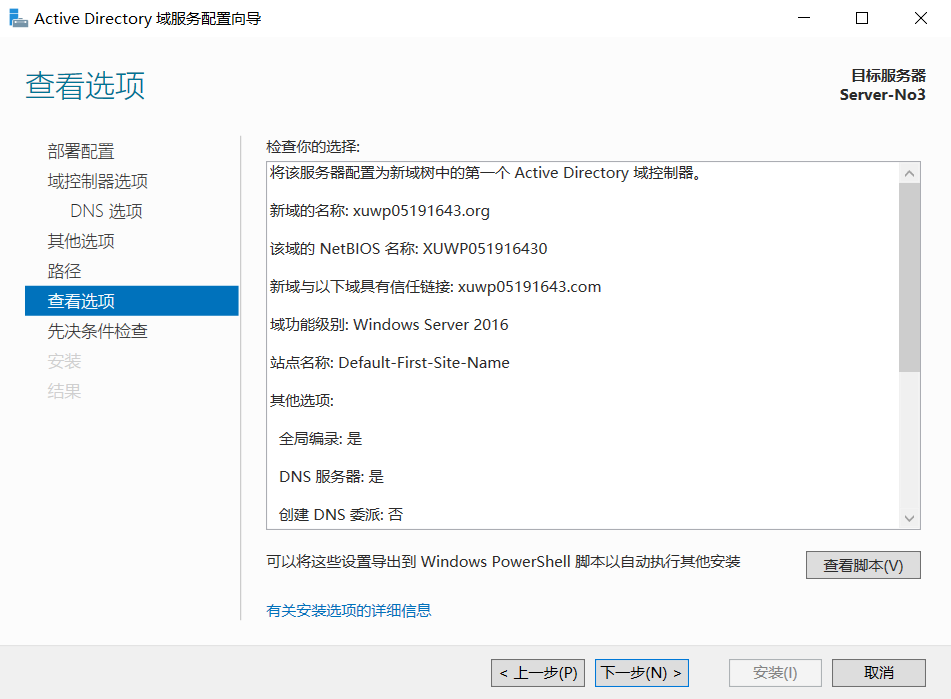 Active Directory 域服务配置向导
查看选项
目标服务器
Server-No3
部署配置
域控制器选项
DNS 选项
其他选项
路径
查看选项
先决条件检查
安装
结果
检查你的选择:
将该服务器配置为新域树中的第一个 Active Directory 域控制器。
新域的名称: xuwp05191643.org
该域的 NetBIOS 名称: XUWP051916430
新域与以下域具有信任链接: xuwp05191643.com
域功能级别: Windows Server 2016
站点名称: Default-First-Site-Name
其他选项:
全局编录: 是
DNS 服务器: 是
创建 DNS 委派: 否
可以将这些设置导出到 Windows PowerShell 脚本以自动执行其他安装
查看脚本(V)
有关安装选项的详细信息
< 上一步(P)
下一步(N) >
安装(I)
取消